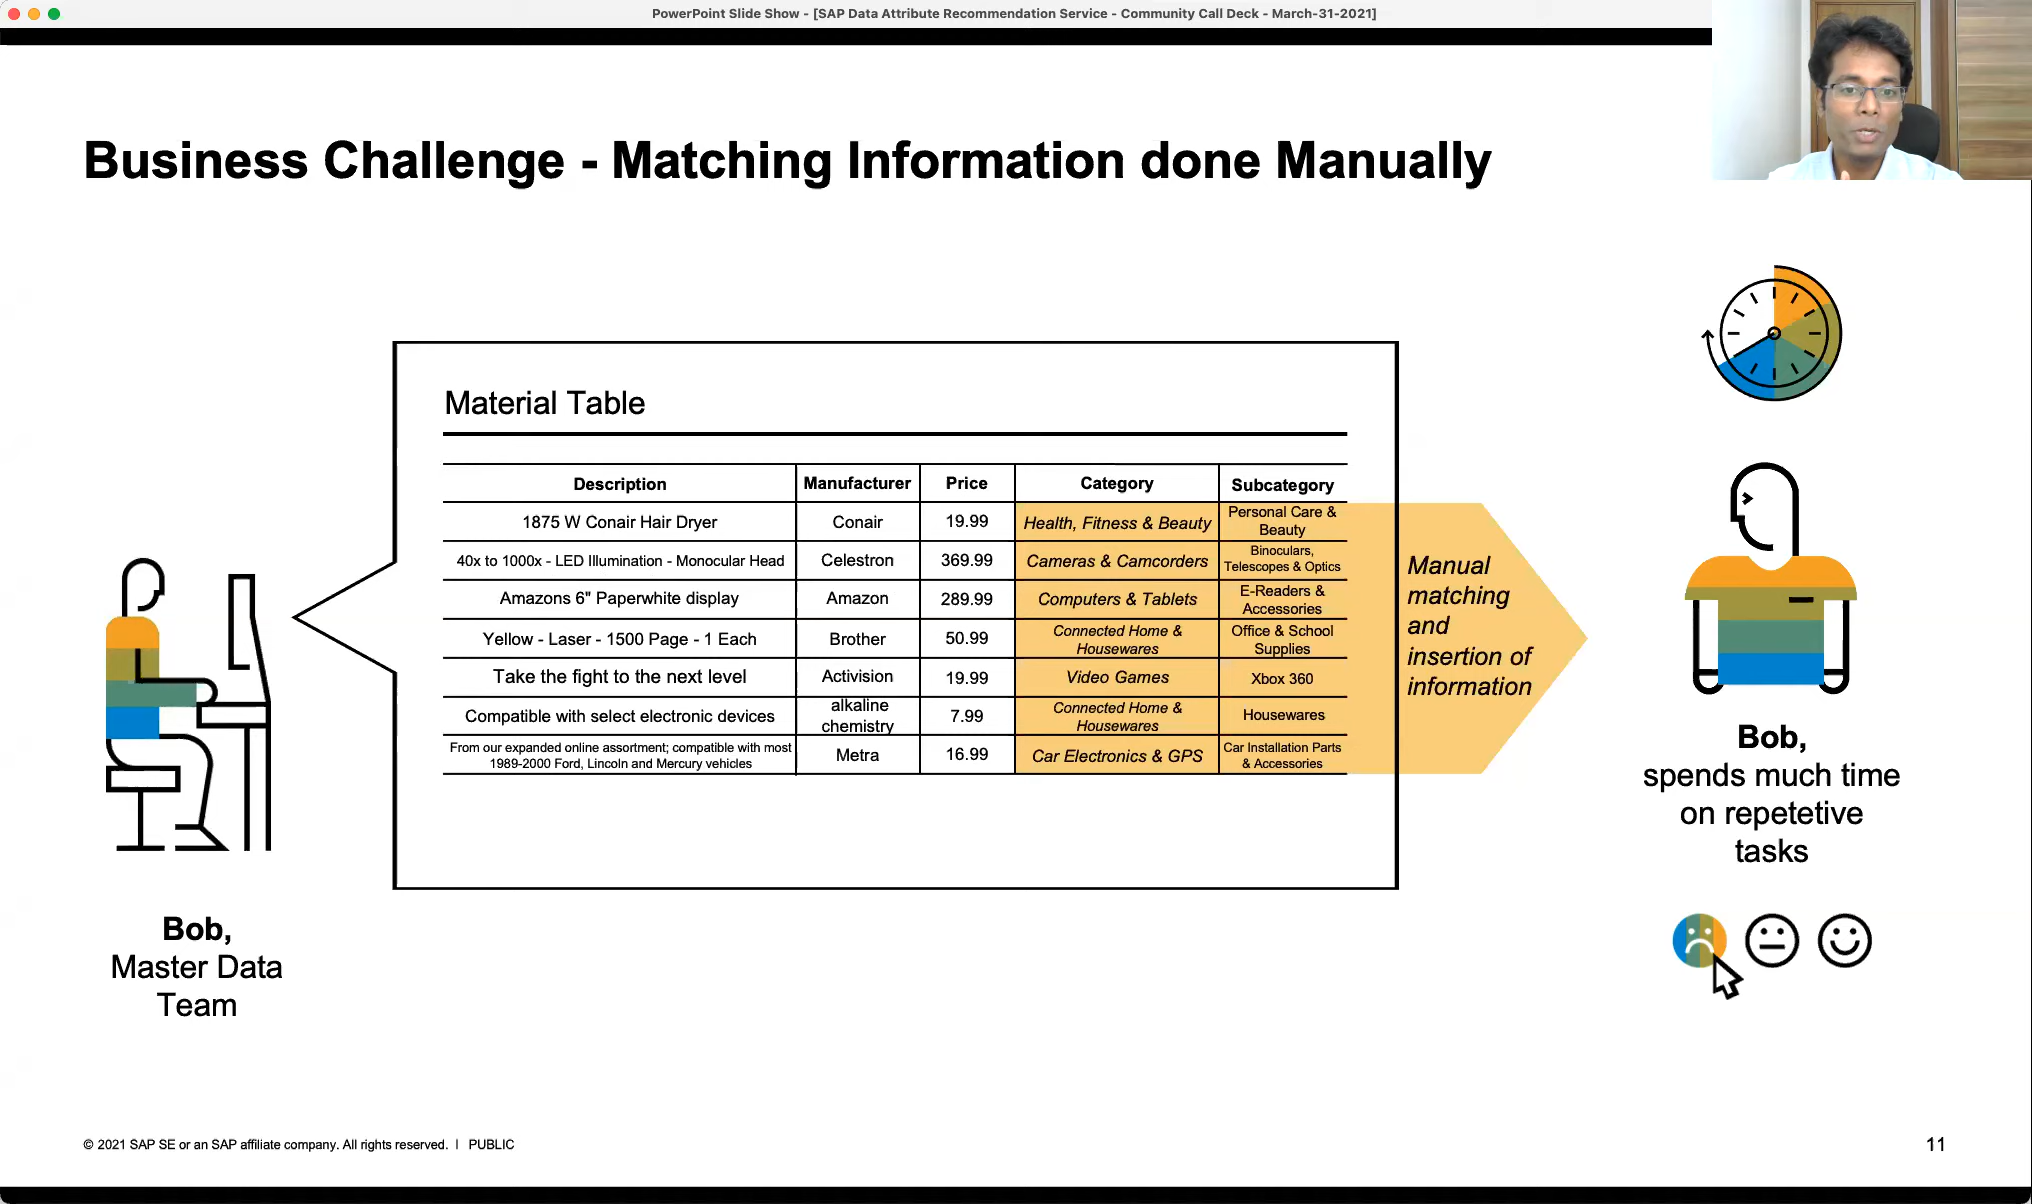 PowerPoint Slide Show - [SAP Data Attribute Recommendation Service - Community Call Deck - March-31-2021]
Business Challenge - Matching Information done Manually
Material Table
Description Manufacturer Price Category Subcategory
1875 W Conair Hair Dryer Conair 19.99 Health, Fitness & Beauty Personal Care &
Beauty
40x to 1000x - LED Illumination - Monocular Head Celestron 369.99 Cameras & Camcorders Binoculars,
Telescopes & Optics
Amazons 6" Paperwhite display Amazon 289.99 Computers & Tablets E-Readers &
Accessories
Yellow - Laser - 1500 Page - 1 Each Brother 50.99 Connected Home &
Housewares
Office & School
Supplies
Take the fight to the next level Activision 19.99 Video Games Xbox 360
Compatible with select electronic devices alkaline
chemistry
7.99 Connected Home &
Housewares
Housewares
From our expanded online assortment; compatible with most
1989-2000 Ford, Lincoln and Mercury vehicles
Metra 16.99 Car Electronics & GPS Car Installation Parts
& Accessories
Manual
matching
and
insertion of
information
Bob,
Master Data
Team
Bob,
spends much time
on repetetive
tasks
© 2021 SAP SE or an SAP affiliate company. All rights reserved. | PUBLIC
11